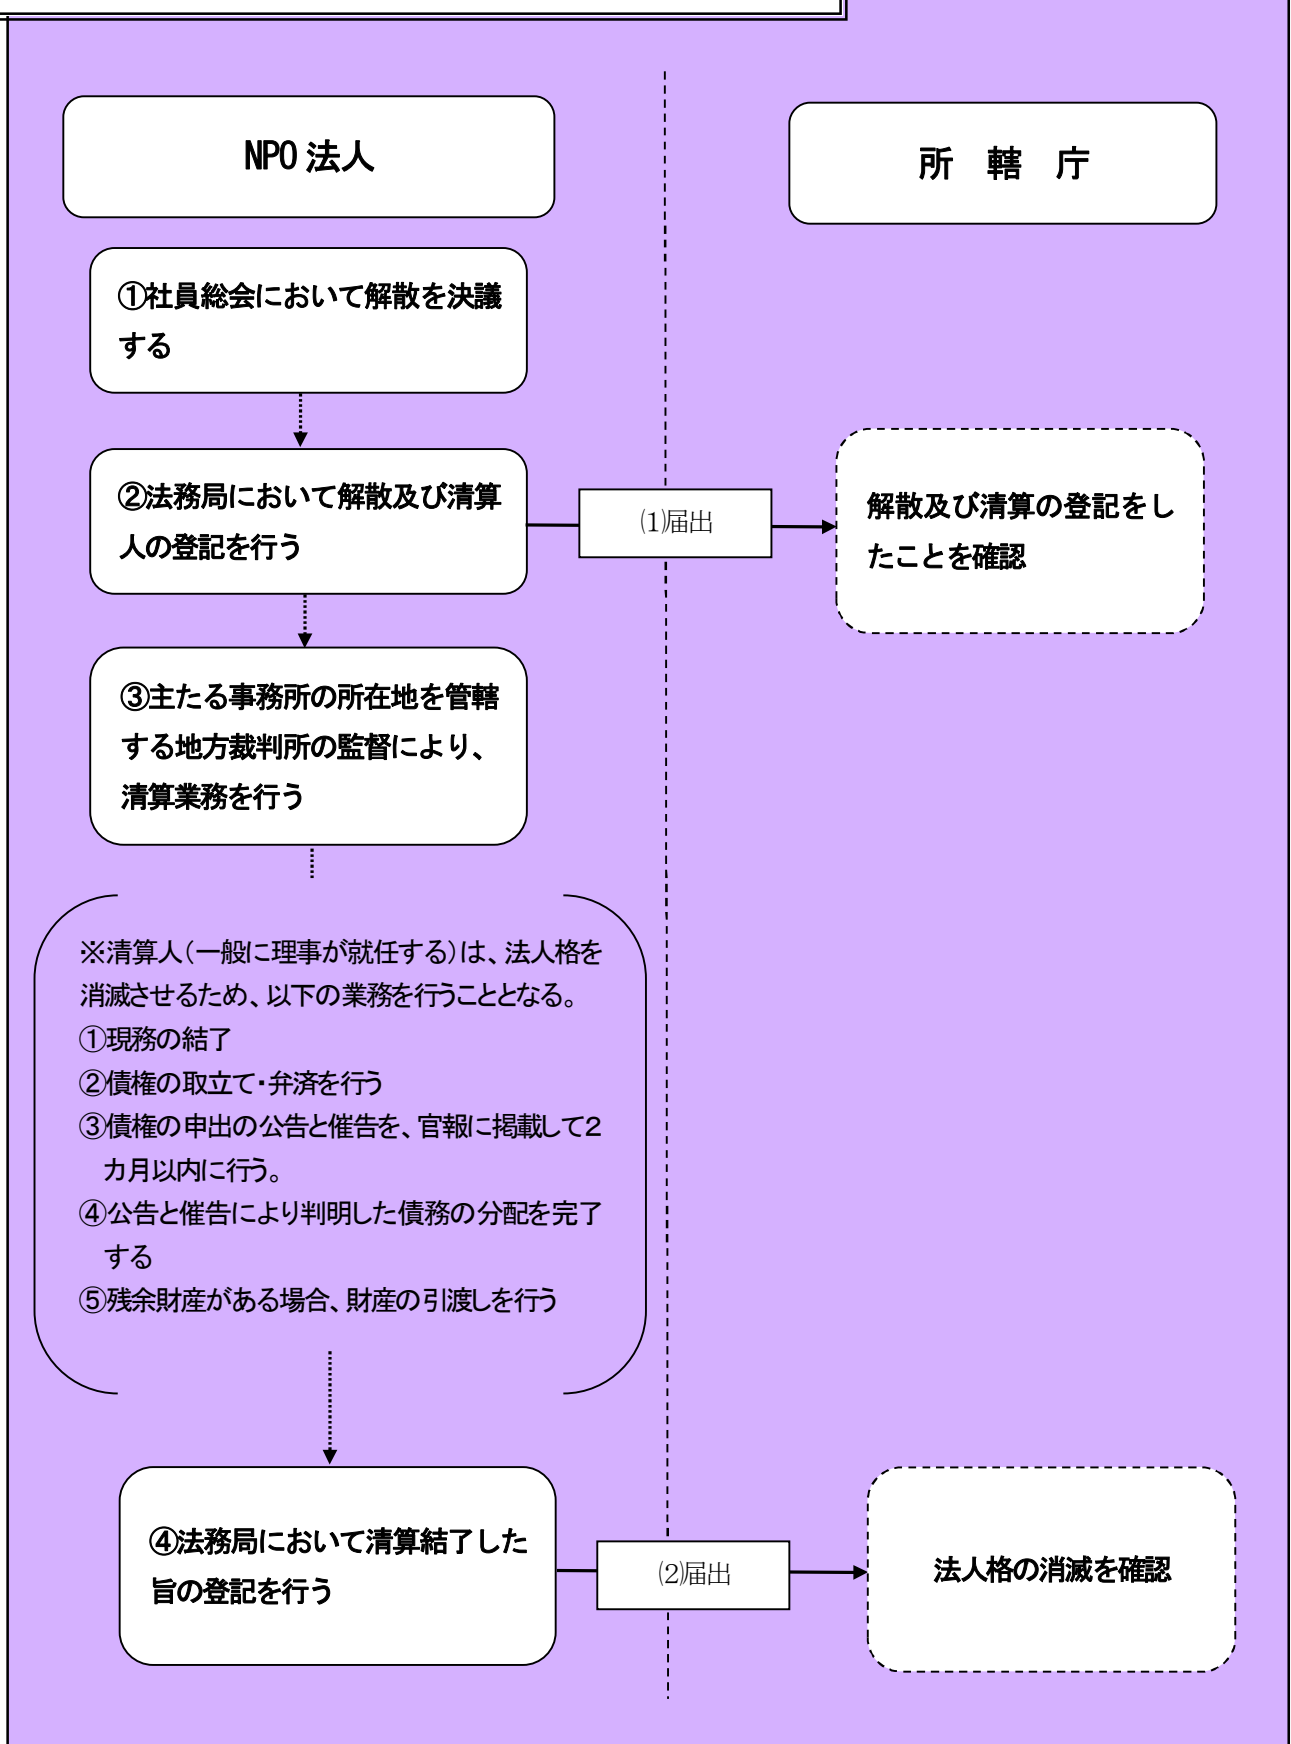 NPO 法人
所 轄 庁
①社員総会において解散を決議
する
②法務局において解散及び清算
人の登記を行う
⑴届出
解散及び清算の登記をし
たことを確認
③主たる事務所の所在地を管轄
する地方裁判所の監督により、
清算業務を行う
※清算人(一般に理事が就任する)は、法人格を
消滅させるため、以下の業務を行うこととなる。
①現務の結了
②債権の取立て・弁済を行う
③債権の申出の公告と催告を、官報に掲載して2
カ月以内に行う。
④公告と催告により判明した債務の分配を完了
する
⑤残余財産がある場合、財産の引渡しを行う
④法務局において清算結了した
旨の登記を行う
⑵届出
法人格の消滅を確認